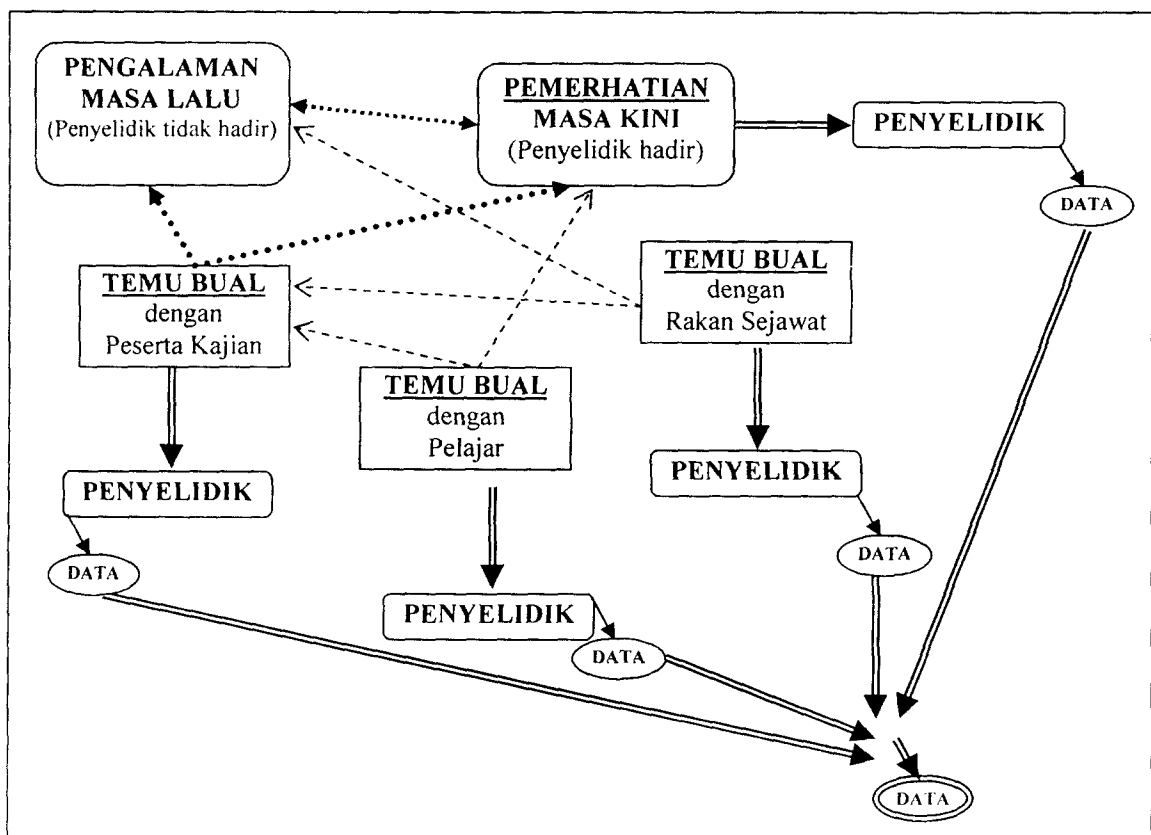 PENGALAMAN
MASA LALU
(Penyelidik tidak hadir)
PEMERHATIAN
MASA KINI
(Penyelidik hadir)
PENYELIDIK
DATA
TEMU BUAL
dengan
Peserta Kajian
TEMU BUAL
dengan
Rakan Sejawat
TEMU BUAL
dengan
Pelajar
PENYELIDIK
PENYELIDIK
DATA
DATA
PENYELIDIK
DATA
DATA